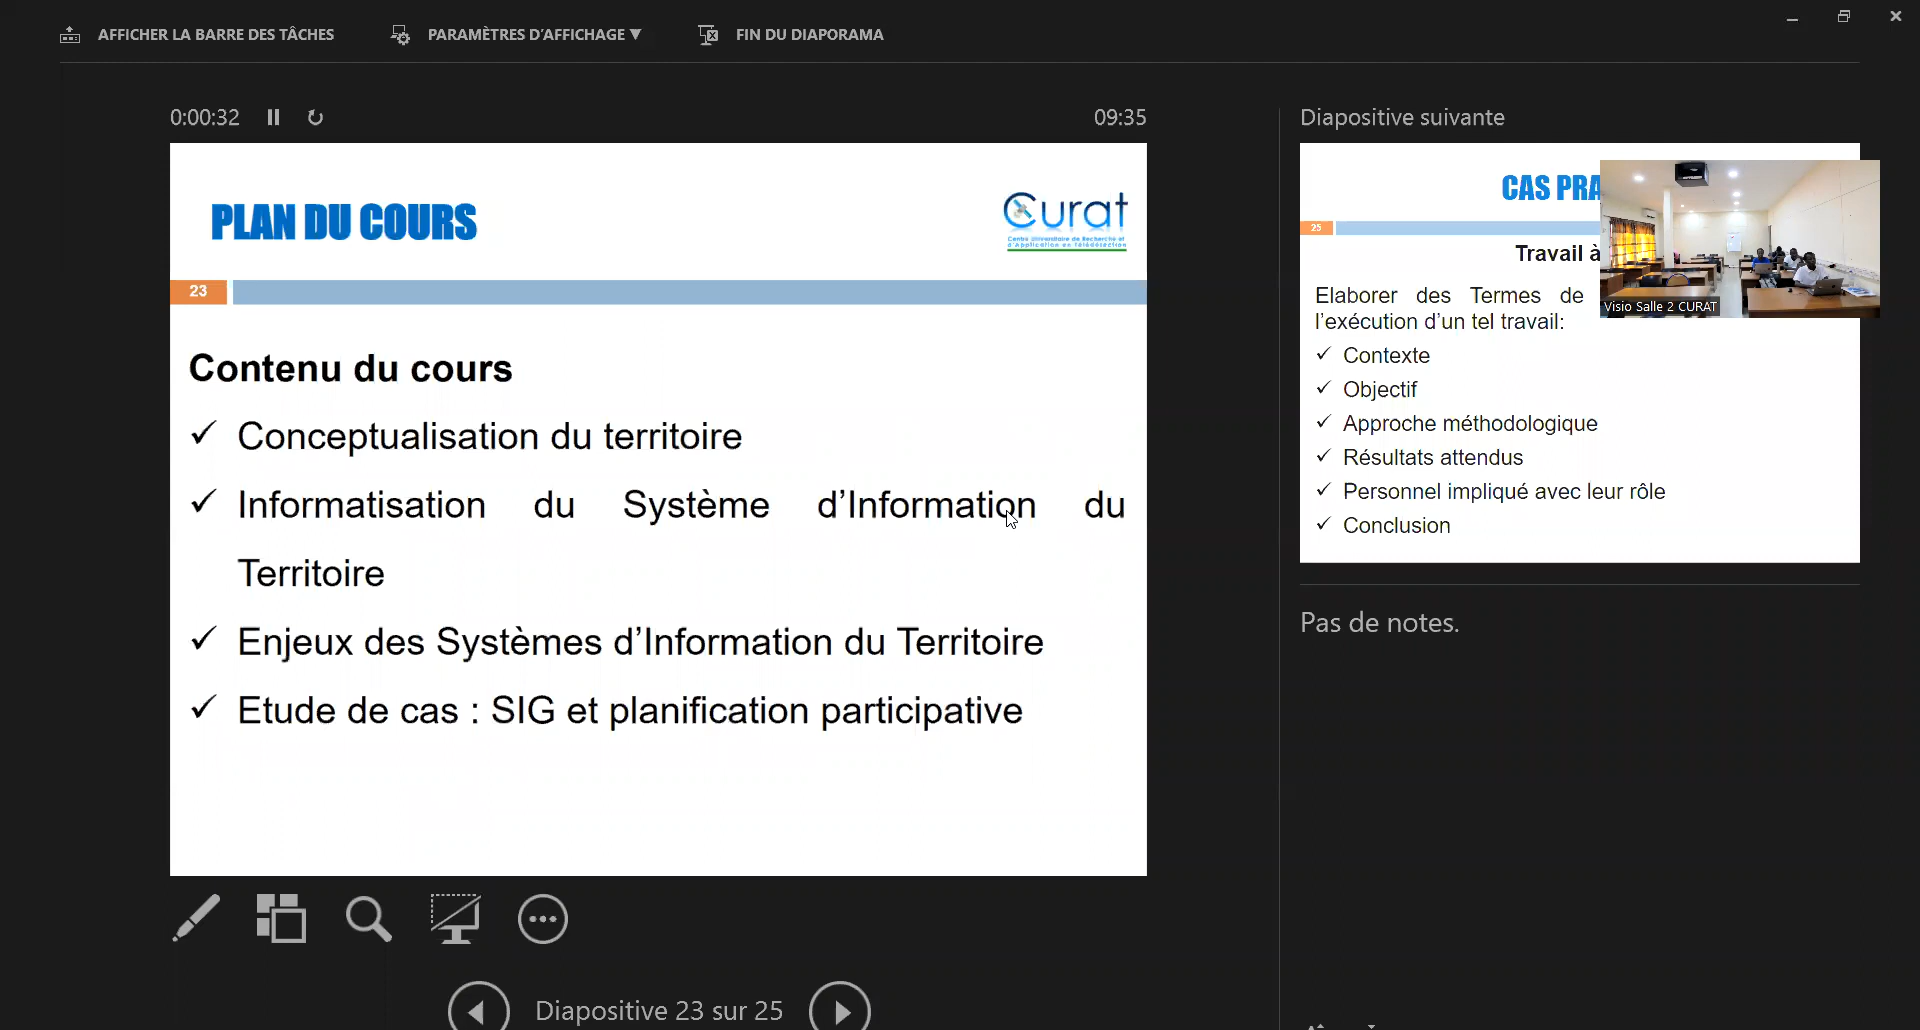 AFFICHER LA BARRE DES TÂCHES
PARAMÈTRES D'AFFICHAGE ▼
FIN DU DIAPORAMA
0:00:32
09:35
PLAN DU COURS
Curat
Centre Universitaire de Recherche et
d'Application en Télédétection
23
Contenu du cours
✓ Conceptualisation du territoire
✓ Informatisation du Système d'Information du
Territoire
✓ Enjeux des Systèmes d'Information du Territoire
✓ Etude de cas : SIG et planification participative
Diapositive 23 sur 25
Diapositive suivante
CAS PRA
25
Travail à
Elaborer des Termes de
l'exécution d'un tel travail:
✓ Contexte
✓ Objectif
✓ Approche méthodologique
✓ Résultats attendus
✓ Personnel impliqué avec leur rôle
✓ Conclusion
Visio Salle 2 CURAT
Pas de notes.